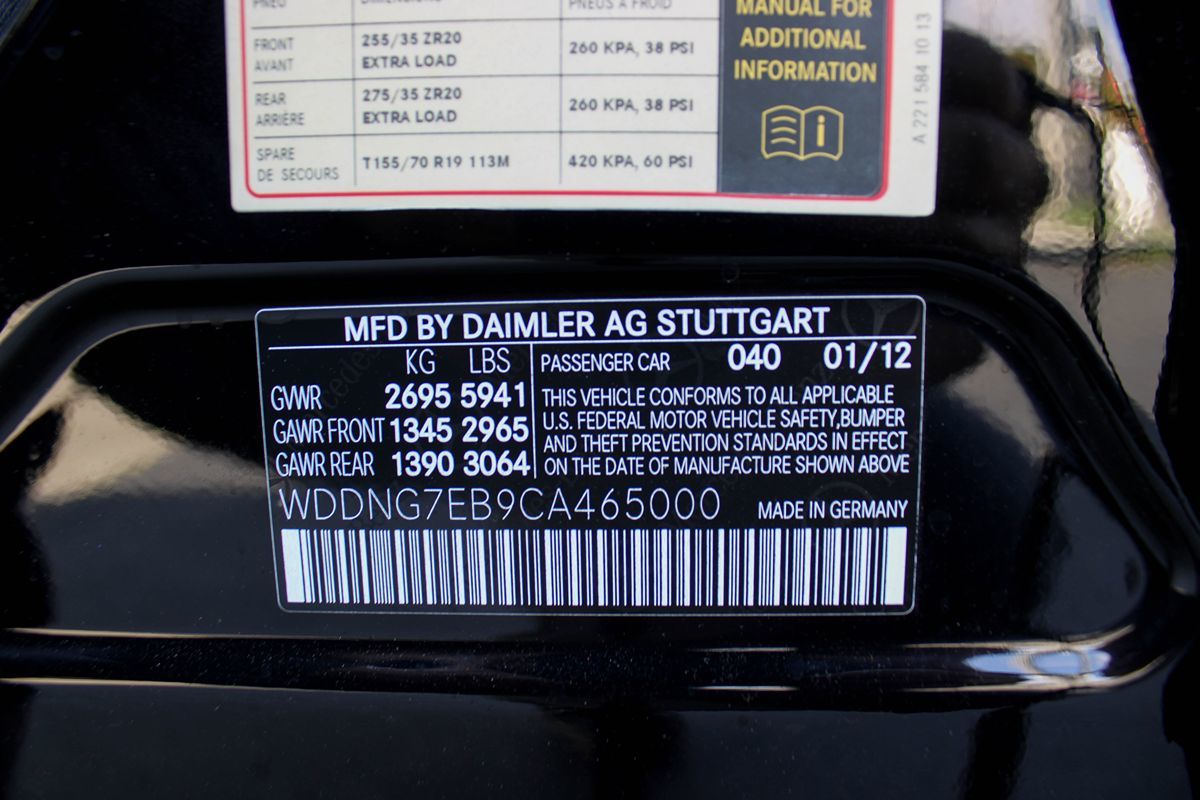 PNEU DIMENSIONS PNEUS À FROID
MANUAL FOR
ADDITIONAL
INFORMATION
FRONT
AVANT
255/35 ZR20
EXTRA LOAD
260 KPA, 38 PSI
REAR
ARRIÈRE
275/35 ZR20
EXTRA LOAD
260 KPA, 38 PSI
SPARE
DE SECOURS
T155/70 R19 113M
420 KPA, 60 PSI
A 221 584 10 13
MFD BY DAIMLER AG STUTTGART
KG LBS
GVWR 2695 5941
GAWR FRONT 1345 2965
GAWR REAR 1390 3064
PASSENGER CAR 040 01/12
THIS VEHICLE CONFORMS TO ALL APPLICABLE
U.S. FEDERAL MOTOR VEHICLE SAFETY,BUMPER
AND THEFT PREVENTION STANDARDS IN EFFECT
ON THE DATE OF MANUFACTURE SHOWN ABOVE
WDDNG7EB9CA465000
MADE IN GERMANY